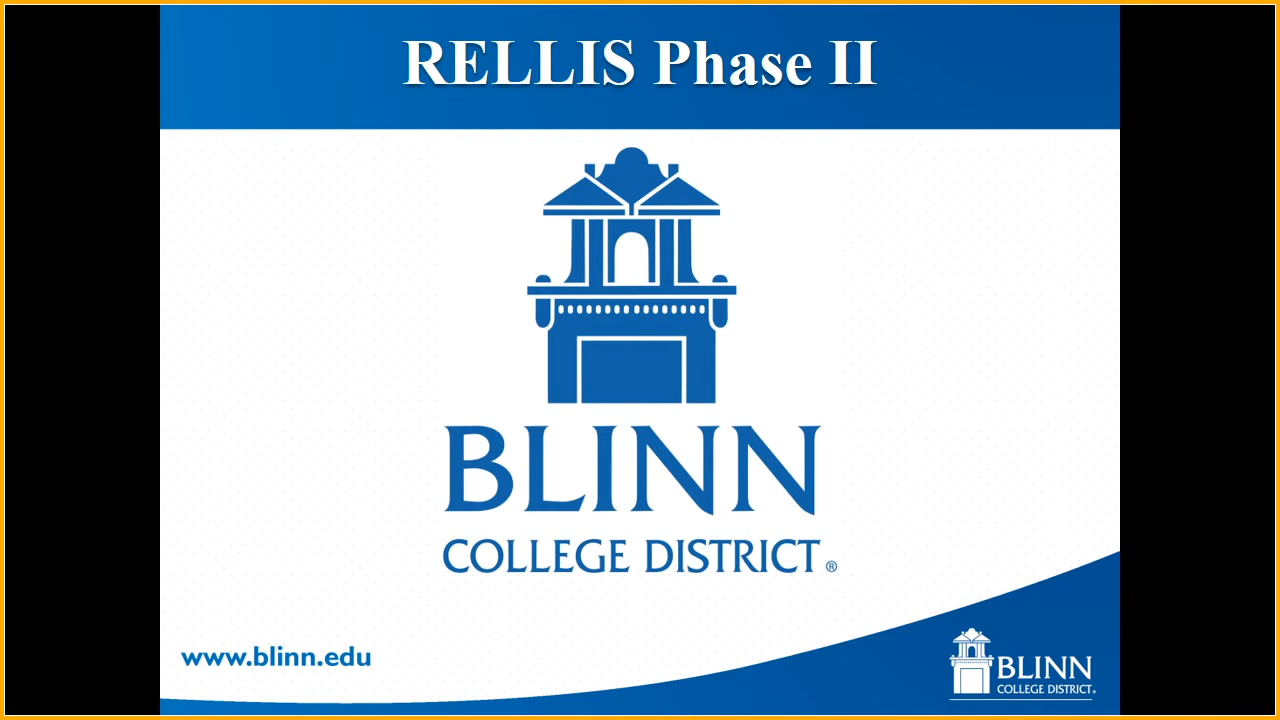 RELLIS Phase II
BLINN
COLLEGE DISTRICT®
www.blinn.edu
BLINN
COLLEGE DISTRICT®